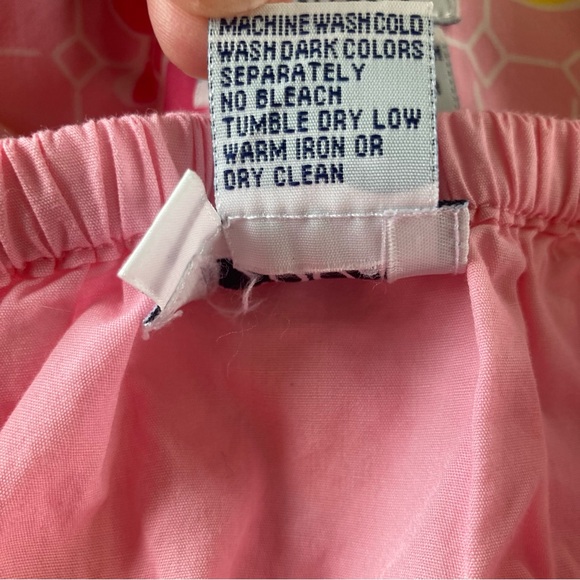 MACHINE WASH COLD
WASH DARK COLORS
SEPARATELY
NO BLEACH
TUMBLE DRY LOW
WARM IRON OR
DRY CLEAN